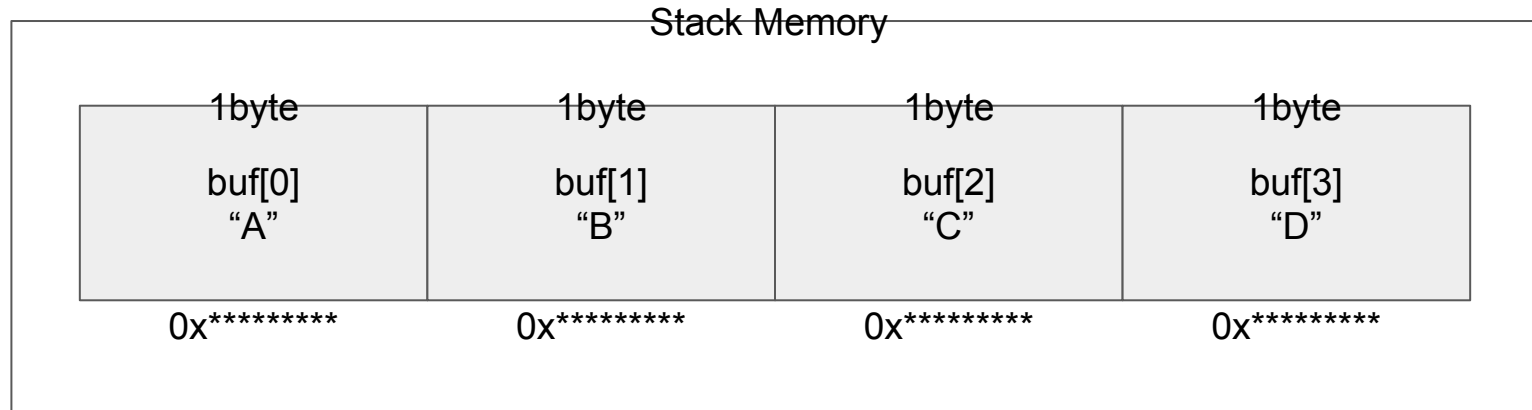 Stack Memory
1byte 1byte 1byte 1byte
buf[0] buf[1] buf[2] buf[3]
“A” “B” “C” “D”
0x********* 0x********* 0x********* 0x*********